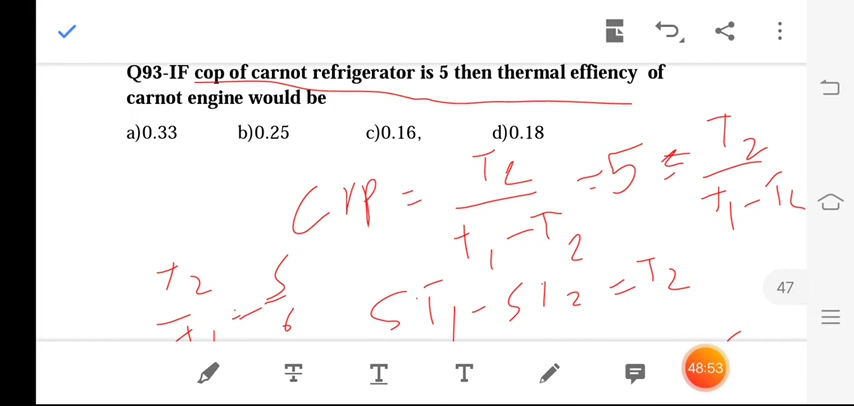 Q93-IF cop of carnot refrigerator is 5 then thermal effiency of
carnot engine would be
a)0.33 b)0.25 c)0.16, d)0.18
COP = T2 / T1 - T2 = 5 = T2 / T1 - T2
T2 / T1 = 5 / 6
5T1 - 5T2 = T2
47
T T T
48:53